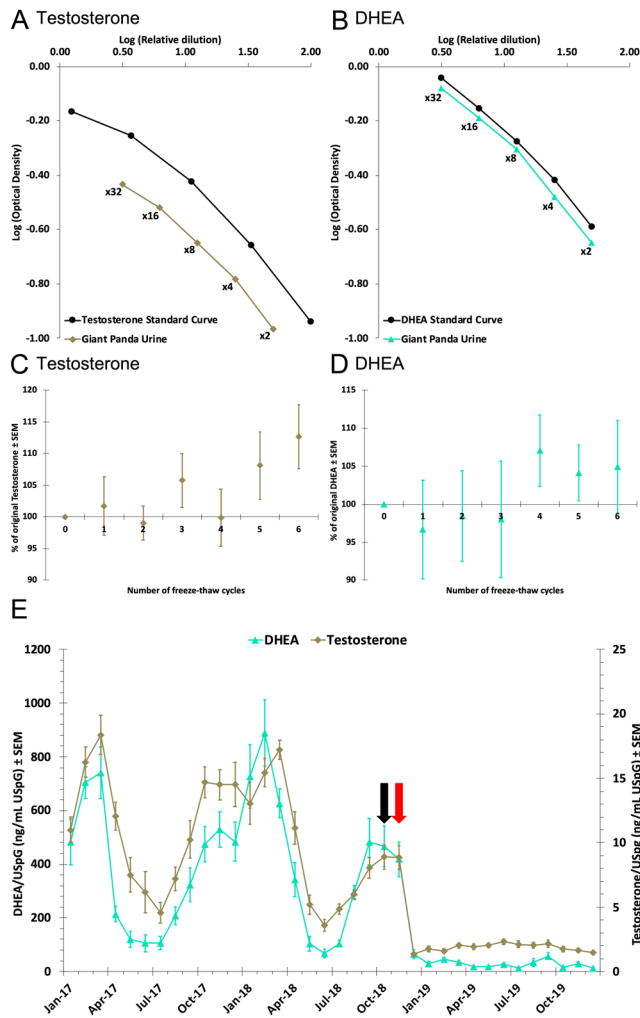 A Testosterone
Log (Relative dilution)
0.00 0.50 1.00 1.50 2.00
0.00
-0.20
-0.40
-0.60
-0.80
-1.00
Log (Optical Density)
x32
x16
x8
x4
x2
Testosterone Standard Curve
Giant Panda Urine
B DHEA
Log (Relative dilution)
0.00 0.50 1.00 1.50 2.00
0.00
-0.20
-0.40
-0.60
-0.80
-1.00
Log (Optical Density)
x32
x16
x8
x4
x2
DHEA Standard Curve
Giant Panda Urine
C Testosterone
120
115
110
105
100
95
90
% of original Testosterone ± SEM
0 1 2 3 4 5 6
Number of freeze-thaw cycles
D DHEA
120
115
110
105
100
95
90
% of original DHEA ± SEM
0 1 2 3 4 5 6
Number of freeze-thaw cycles
E
DHEA Testosterone
1200
1000
800
600
400
200
0
DHEA/USpG (ng/mL USpG) ± SEM
25
20
15
10
5
0
Testosterone/USpg (ng/mL USpG) ± SEM
Jan-17 Apr-17 Jul-17 Oct-17 Jan-18 Apr-18 Jul-18 Oct-18 Jan-19 Apr-19 Jul-19 Oct-19